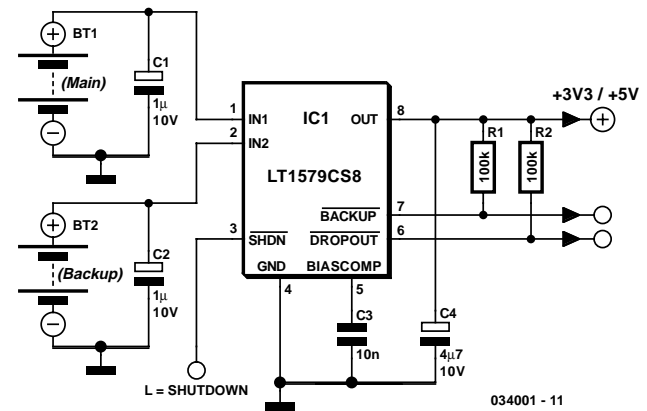 BT1
(Main)
C1
1µ
10V
BT2
(Backup)
C2
1µ
10V
1
IN1
2
IN2
3
SHDN
IC1
LT1579CS8
OUT
8
BACKUP
7
DROPOUT
6
GND
4
BIASCOMP
5
C3
10n
C4
4µ7
10V
R1
100k
R2
100k
+3V3 / +5V
L = SHUTDOWN
034001 - 11